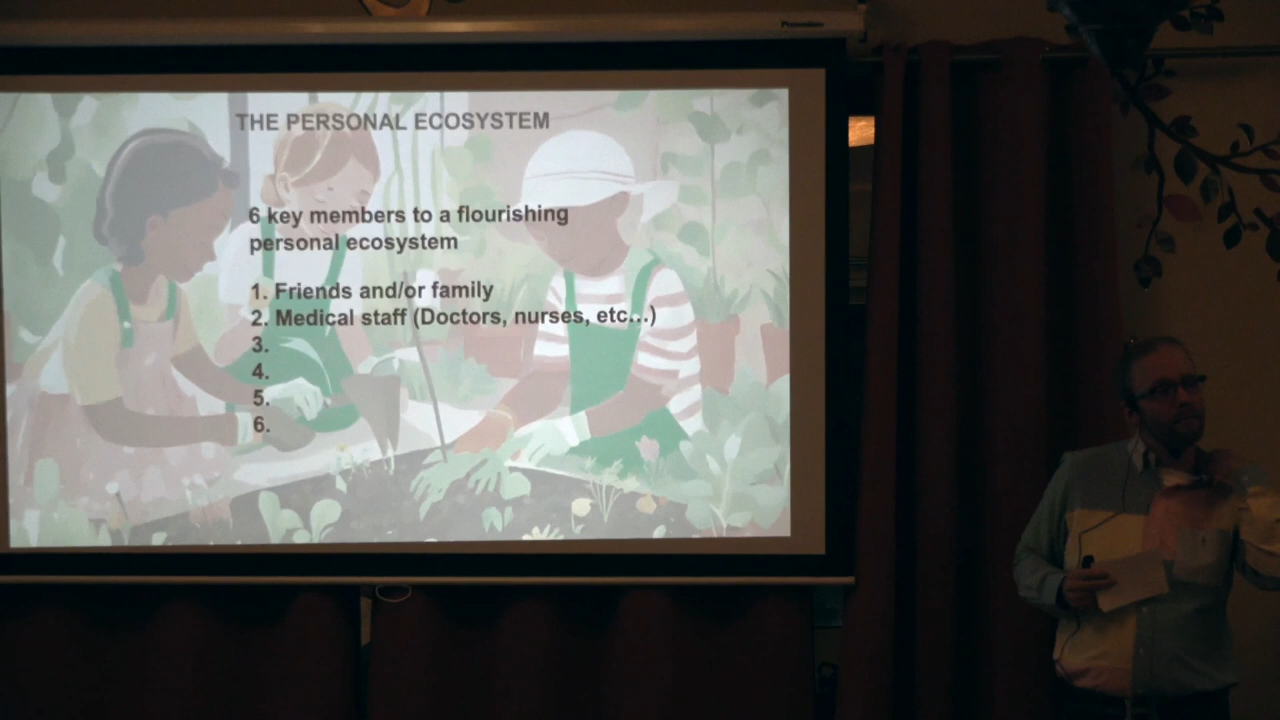 THE PERSONAL ECOSYSTEM
6 key members to a flourishing
personal ecosystem
1. Friends and/or family
2. Medical staff (Doctors, nurses, etc...)
3.
4.
5.
6.